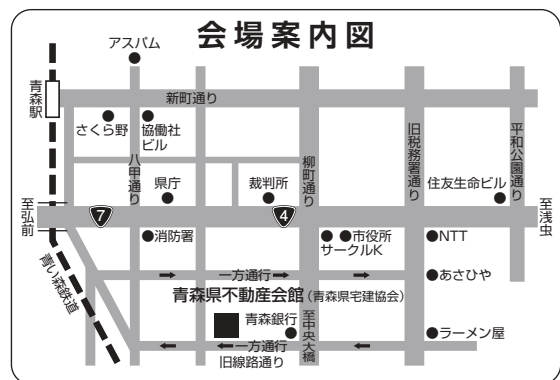 会場案内図
アスパム
青森駅
新町通り
さくら野
協働社
ビル
八甲通り
柳町通り
旧税務署通り
平和公園通り
県庁
裁判所
住友生命ビル
至弘前
7
4
至浅虫
消防署
市役所
サークルK
NTT
青い森鉄道
一方通行
あさひや
青森県不動産会館(青森県宅建協会)
青森銀行
至中央大橋
ラーメン屋
一方通行
旧線路通り